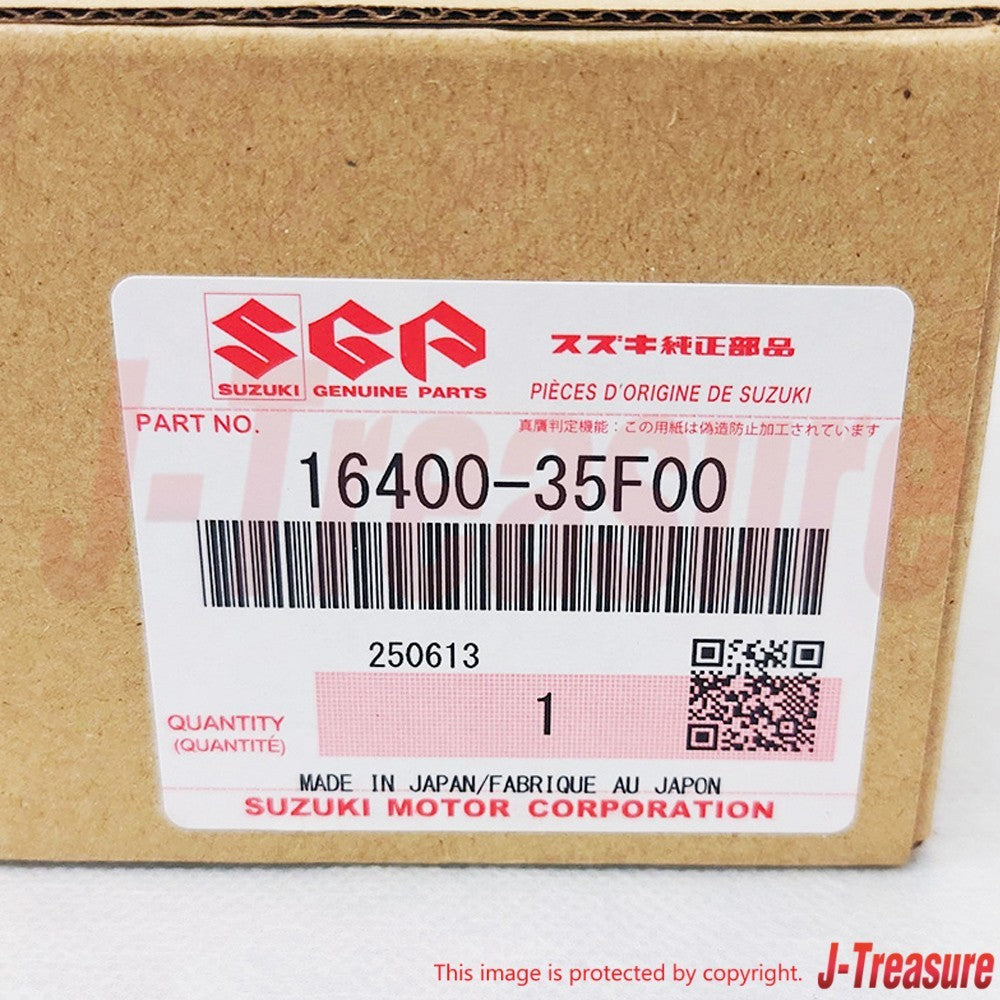 SGP
スズキ純正部品
SUZUKI GENUINE PARTS
PIÈCES D'ORIGINE DE SUZUKI
PART NO.
真贋判定機能：この用紙は偽造防止加工されています
16400-35F00
250613
QUANTITY
(QUANTITÉ)
1
MADE IN JAPAN/FABRIQUE AU JAPON
SUZUKI MOTOR CORPORATION
J-Treasure
This image is protected by copyright. J-Treasure